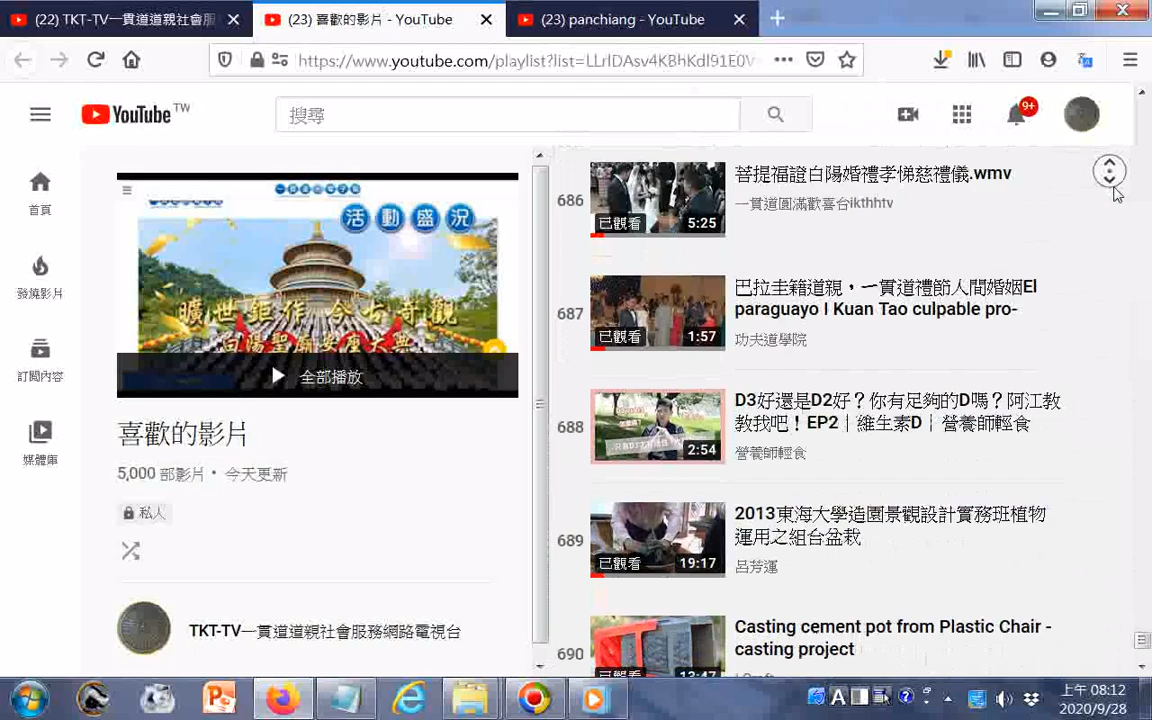 (22) TKT-TV一貫道道親社會服
(23) 喜歡的影片 - YouTube
(23) panchiang - YouTube
https://www.youtube.com/playlist?list=LLrIDAsv4KBhKdl91E0V
YouTube TW
搜尋
9+
首頁
發燒影片
訂閱內容
媒體庫
活動盛況
曠世鉅作 今古奇觀
白陽聖廟安座大典
全部播放
喜歡的影片
5,000 部影片 · 今天更新
私人
TKT-TV一貫道道親社會服務網路電視台
686
已觀看
5:25
菩提福證白陽婚禮孝悌慈禮儀.wmv
一貫道圓滿歡喜台ikthhtv
687
已觀看
1:57
巴拉圭籍道親，一貫道禮節人間婚姻El
paraguayo I Kuan Tao culpable pro-
功夫道學院
688
2:54
D3好還是D2好？你有足夠的D嗎？阿江教
教我吧！EP2｜維生素D｜營養師輕食
營養師輕食
689
已觀看
19:17
2013東海大學造園景觀設計實務班植物
運用之組合盆栽
呂芳運
690
Casting cement pot from Plastic Chair -
casting project
上午 08:12
2020/9/28